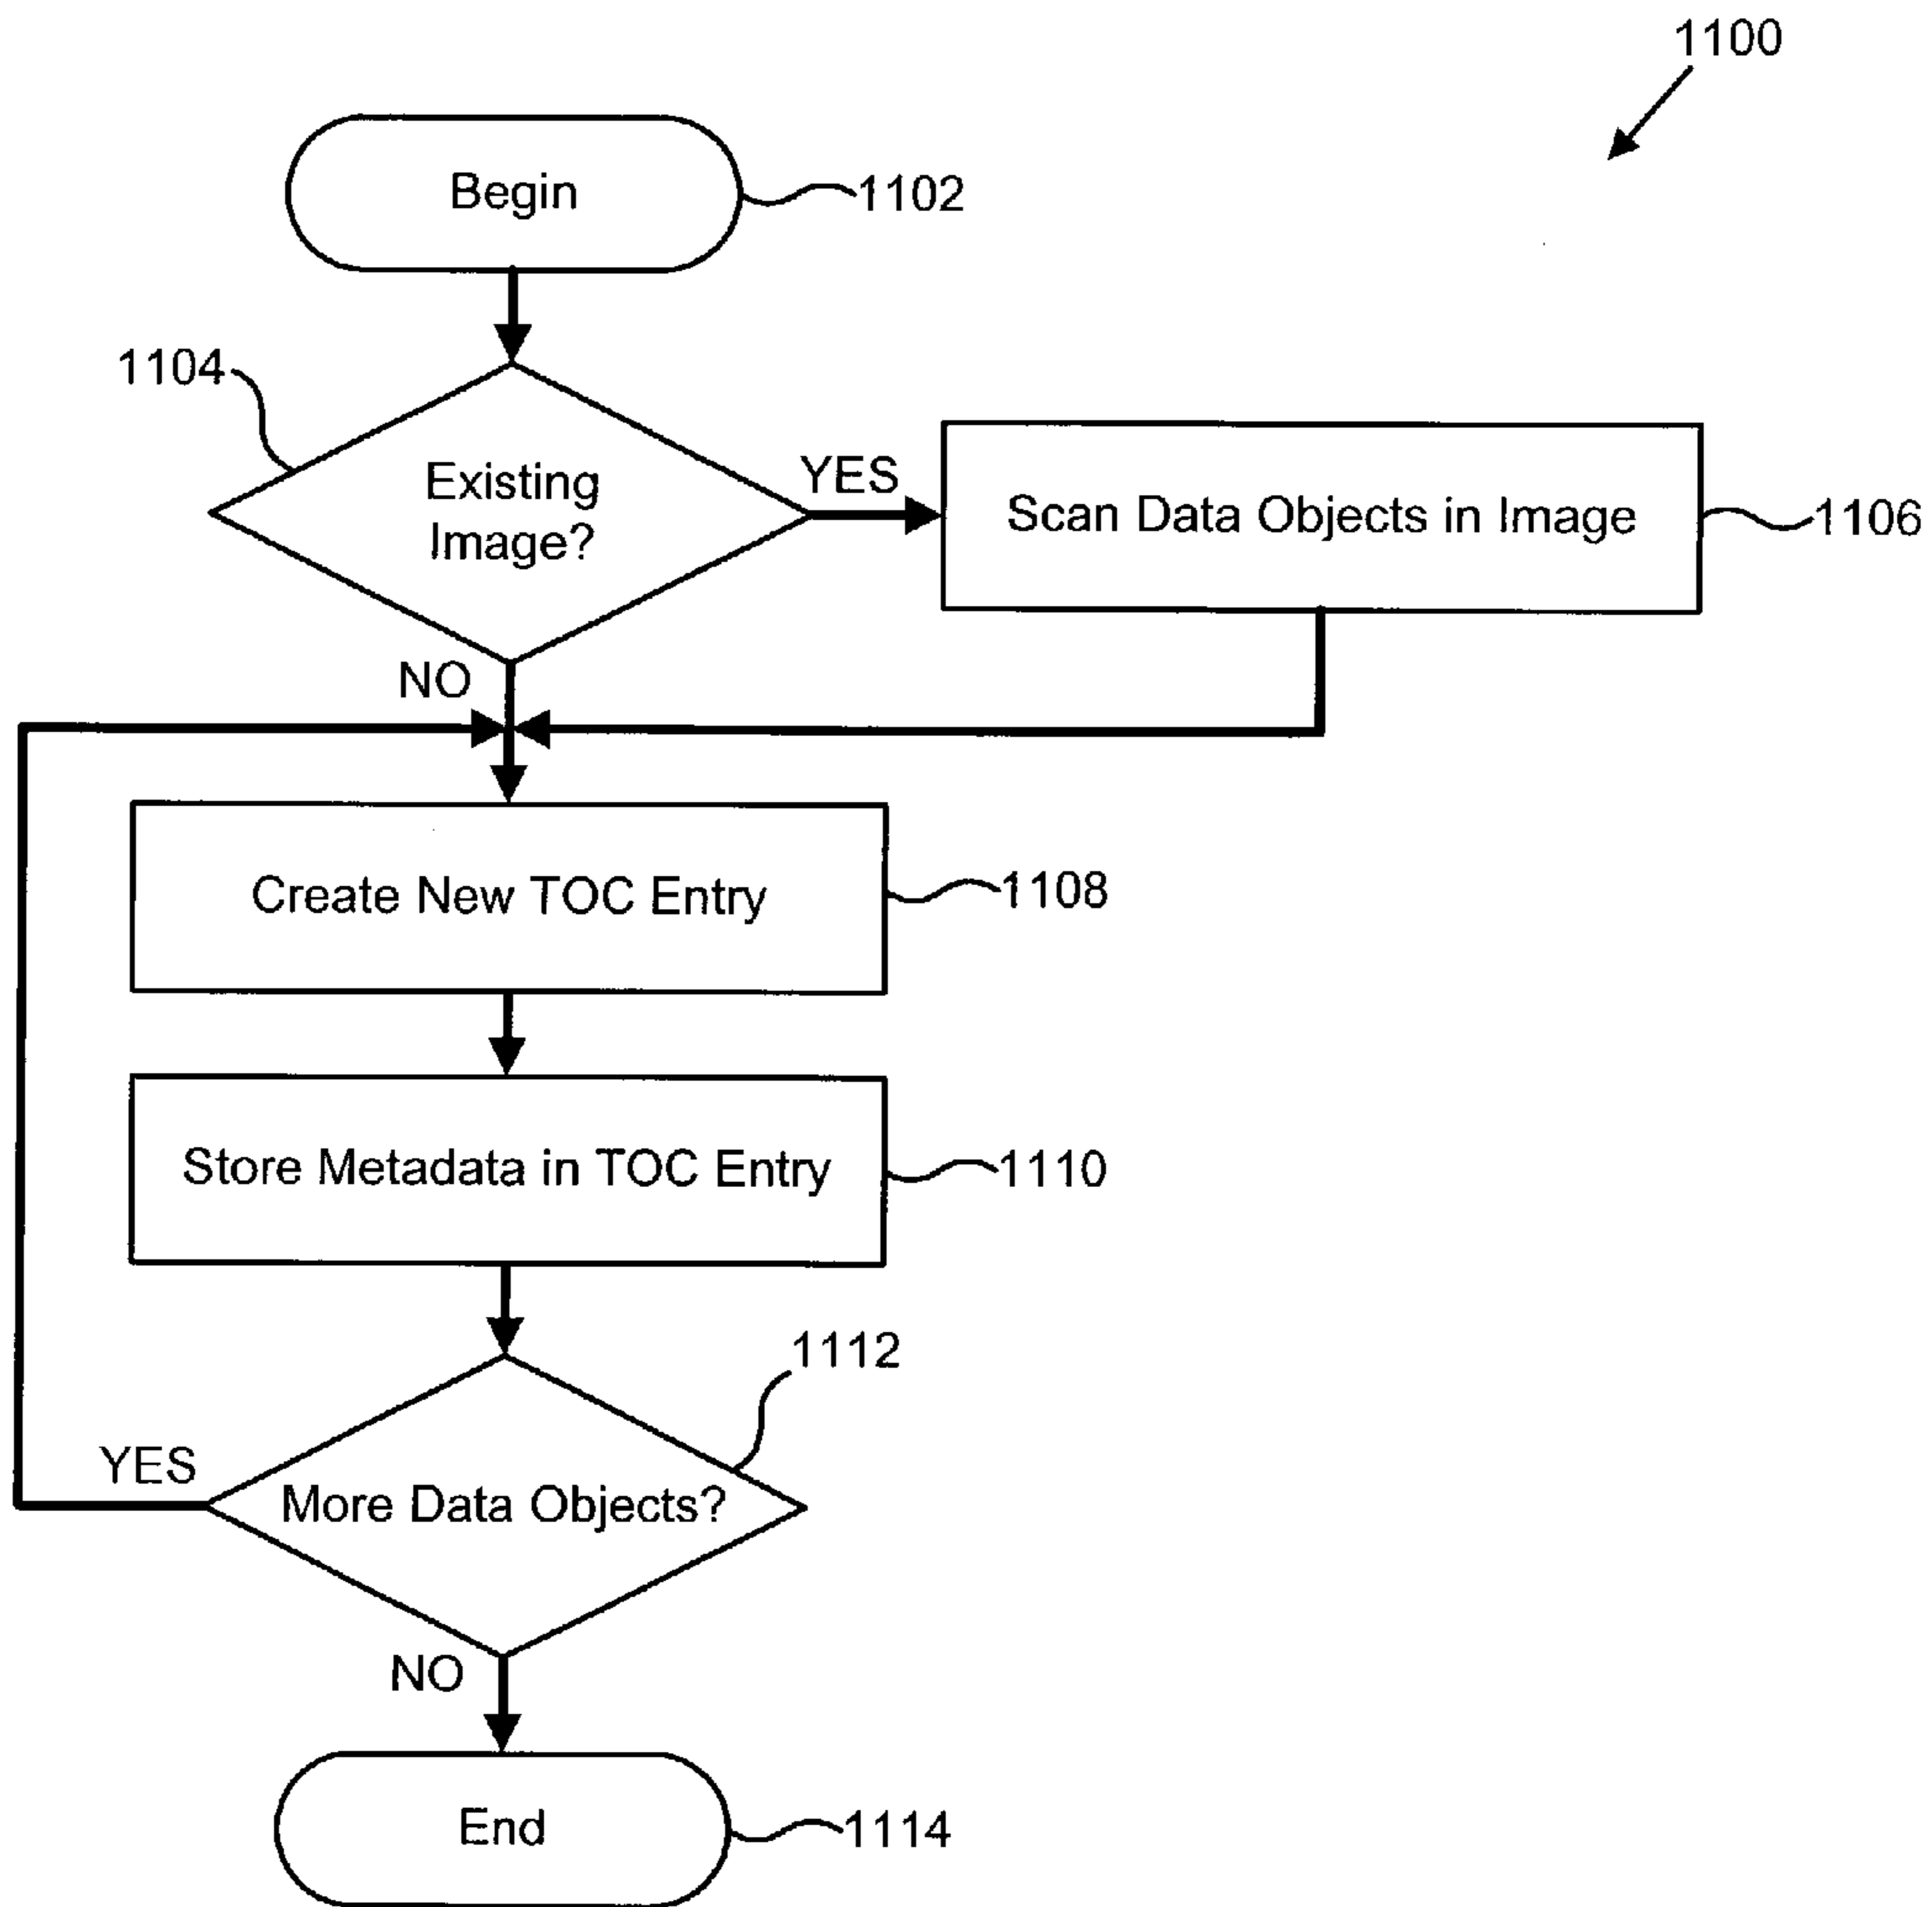 1100
Begin
1102
1104
Existing
Image?
YES
Scan Data Objects in Image
1106
NO
Create New TOC Entry
1108
Store Metadata in TOC Entry
1110
1112
YES
More Data Objects?
NO
End
1114